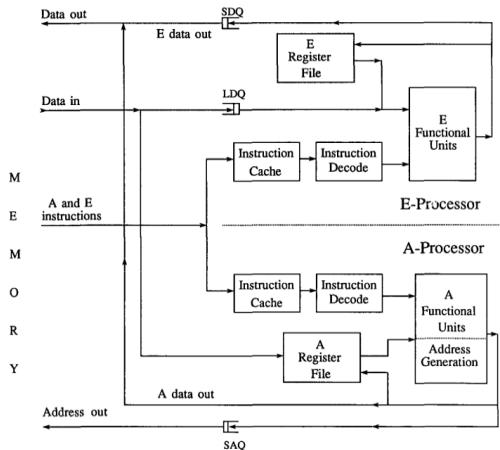 Data out
SDQ
E data out
E
Register
File
Data in
LDQ
E
Functional
Units
Instruction
Cache
Instruction
Decode
M
E
M
O
R
Y
A and E
instructions
E-Processor
A-Processor
Instruction
Cache
Instruction
Decode
A
Functional
Units
Address
Generation
A
Register
File
A data out
Address out
SAQ